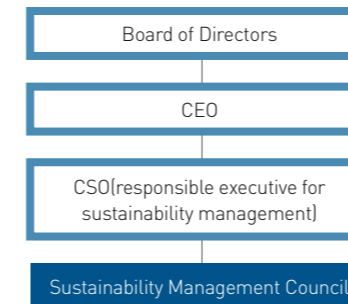 Board of Directors
CEO
CSO(responsible executive for
sustainability management)
Sustainability Management Council